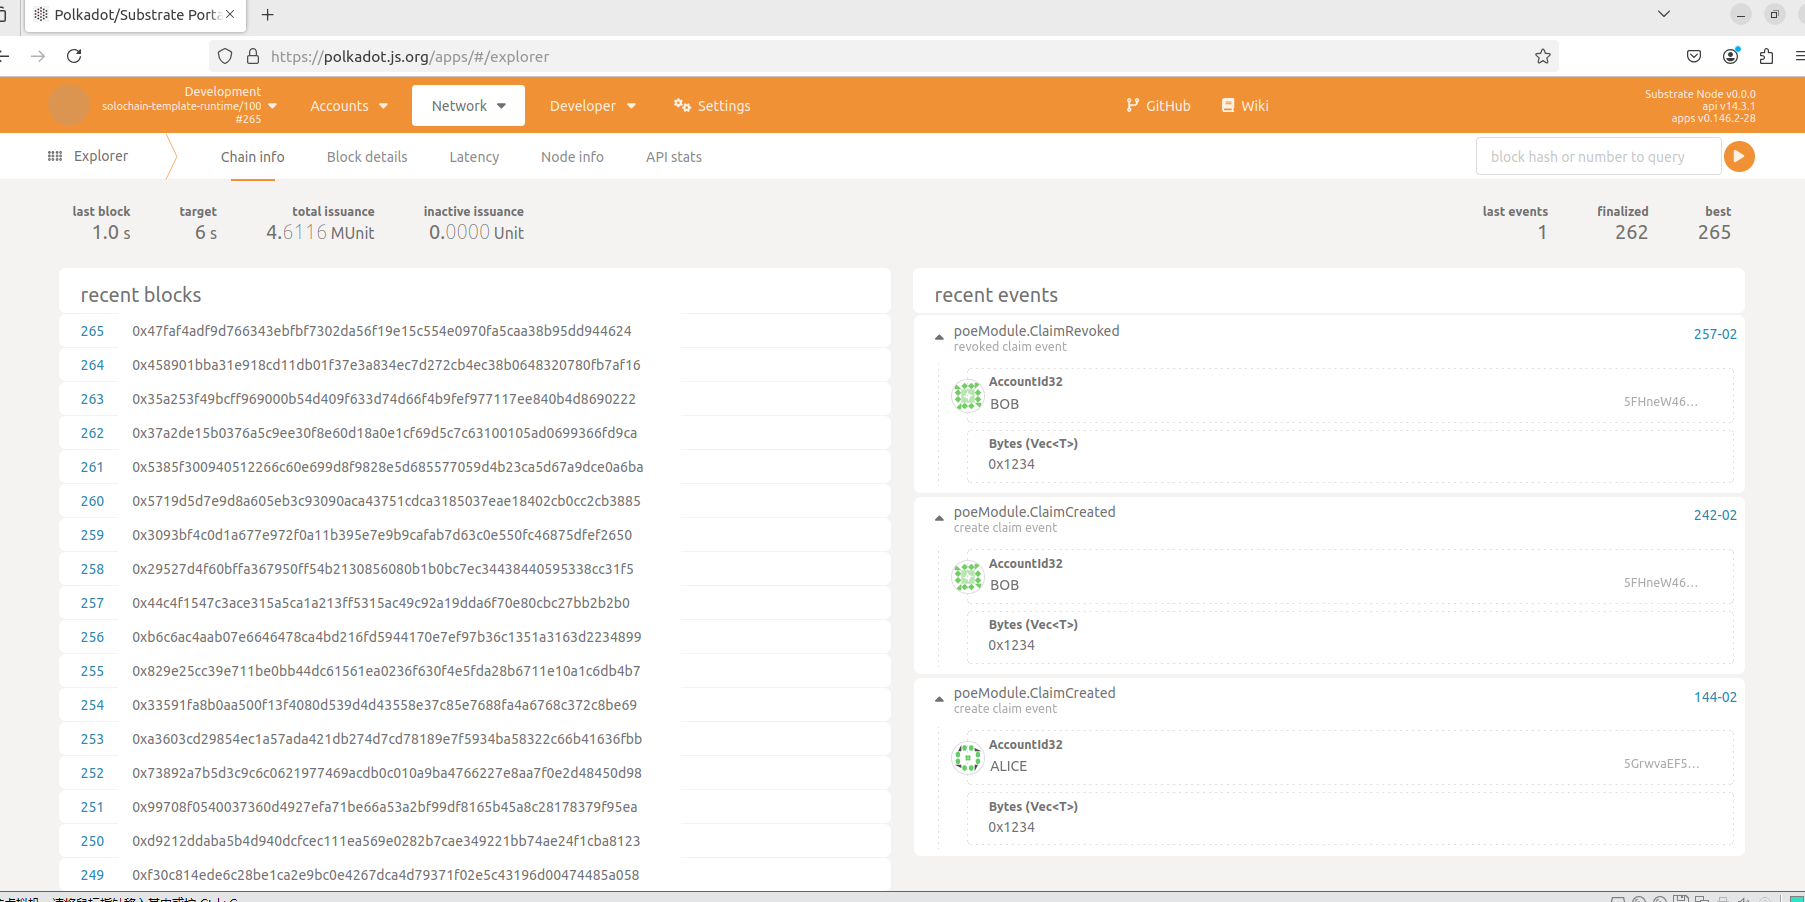 Polkadot/Substrate Porta
https://polkadot.js.org/apps/#/explorer
Development
solochain-template-runtime/100
#265
Accounts
Network
Developer
Settings
GitHub
Wiki
Substrate Node v0.0.0
api v14.3.1
apps v0.146.2-28
Explorer
Chain info
Block details
Latency
Node info
API stats
block hash or number to query
last block
1.0 s
target
6 s
total issuance
4.6116 MUnit
inactive issuance
0.0000 Unit
last events
1
finalized
262
best
265
recent blocks
265 0x47faf4adf9d766343ebfbf7302da56f19e15c554e0970fa5caa38b95dd944624
264 0x458901bba31e918cd11db01f37e3a834ec7d272cb4ec38b0648320780fb7af16
263 0x35a253f49bcff969000b54d409f633d74d66f4b9fef977117ee840b4d8690222
262 0x37a2de15b0376a5c9ee30f8e60d18a0e1cf69d5c7c63100105ad0699366fd9ca
261 0x5385f300940512266c60e699d8f9828e5d685577059d4b23ca5d67a9dce0a6ba
260 0x5719d5d7e9d8a605eb3c93090aca43751cdca3185037eae18402cb0cc2cb3885
259 0x3093bf4c0d1a677e972f0a11b395e7e9b9cafab7d63c0e550fc46875dfef2650
258 0x29527d4f60bffa367950ff54b2130856080b1b0bc7ec34438440595338cc31f5
257 0x44c4f1547c3ace315a5ca1a213ff5315ac49c92a19dda6f70e80cbc27bb2b2b0
256 0xb6c6ac4aab07e6646478ca4bd216fd5944170e7ef97b36c1351a3163d2234899
255 0x829e25cc39e711be0bb44dc61561ea0236f630f4e5fda28b6711e10a1c6db4b7
254 0x33591fa8b0aa500f13f4080d539d4d43558e37c85e7688fa4a6768c372c8be69
253 0xa3603cd29854ec1a57ada421db274d7cd78189e7f5934ba58322c66b41636fbb
252 0x73892a7b5d3c9c6c0621977469acdb0c010a9ba4766227e8aa7f0e2d48450d98
251 0x99708f0540037360d4927efa71be66a53a2bf99df8165b45a8c28178379f95ea
250 0xd9212ddaba5b4d940dcfcec111ea569e0282b7cae349221bb74ae24f1cba8123
249 0xf30c814ede6c28be1ca2e9bc0e4267dca4d79371f02e5c43196d00474485a058
recent events
poeModule.ClaimRevoked
257-02
revoked claim event
AccountId32
BOB
5FHneW46...
Bytes (Vec<T>)
0x1234
poeModule.ClaimCreated
242-02
create claim event
AccountId32
BOB
5FHneW46...
Bytes (Vec<T>)
0x1234
poeModule.ClaimCreated
144-02
create claim event
AccountId32
ALICE
5GrwvaEF5...
Bytes (Vec<T>)
0x1234